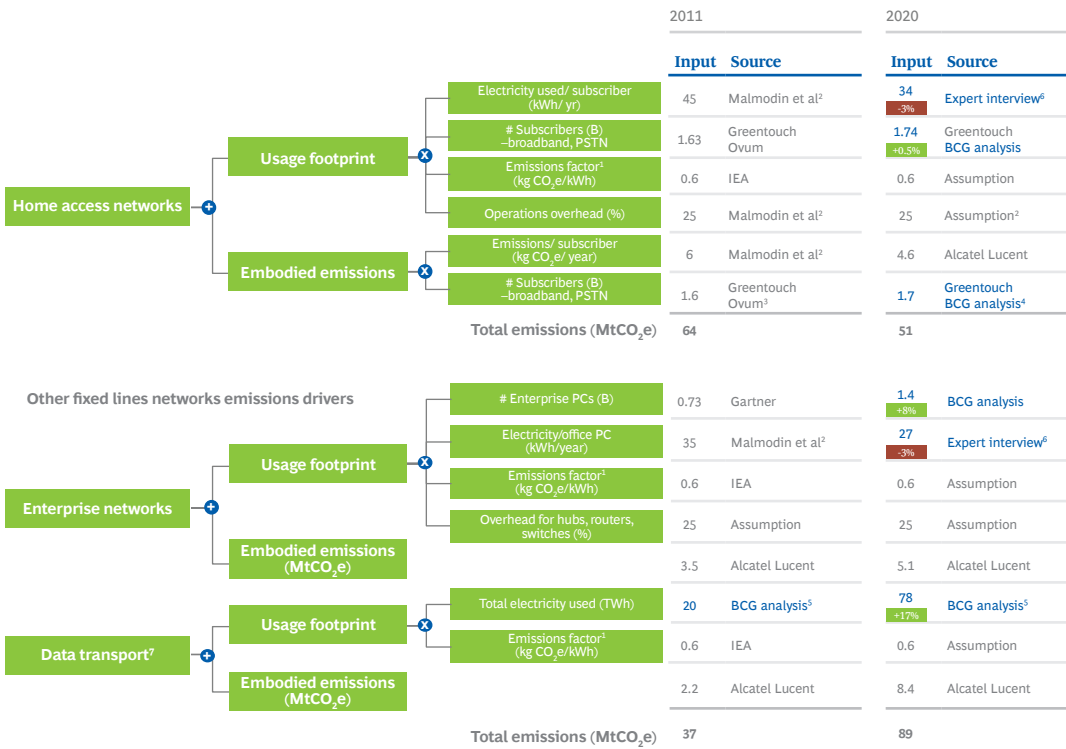 2011
2020
Input Source
Input Source
Home access networks
+
Usage footprint
x
Electricity used/ subscriber
(kWh/ yr)
45
Malmodin et al²
34
-3%
Expert interview⁶
# Subscribers (B)
–broadband, PSTN
1.63
Greentouch
Ovum
1.74
+0.5%
Greentouch
BCG analysis
Emissions factor¹
(kg CO₂e/kWh)
0.6
IEA
0.6
Assumption
Operations overhead (%)
25
Malmodin et al²
25
Assumption²
Embodied emissions
x
Emissions/ subscriber
(kg CO₂e/ year)
6
Malmodin et al²
4.6
Alcatel Lucent
# Subscribers (B)
–broadband, PSTN
1.6
Greentouch
Ovum³
1.7
Greentouch
BCG analysis⁴
Total emissions (MtCO₂e)
64
51
Other fixed lines networks emissions drivers
Enterprise networks
+
Usage footprint
x
# Enterprise PCs (B)
0.73
Gartner
1.4
+8%
BCG analysis
Electricity/office PC
(kWh/year)
35
Malmodin et al²
27
-3%
Expert interview⁶
Emissions factor¹
(kg CO₂e/kWh)
0.6
IEA
0.6
Assumption
Overhead for hubs, routers,
switches (%)
25
Assumption
25
Assumption
Embodied emissions
(MtCO₂e)
3.5
Alcatel Lucent
5.1
Alcatel Lucent
Data transport⁷
+
Usage footprint
x
Total electricity used (TWh)
20
BCG analysis⁵
78
+17%
BCG analysis⁵
Emissions factor¹
(kg CO₂e/kWh)
0.6
IEA
0.6
Assumption
Embodied emissions
(MtCO₂e)
2.2
Alcatel Lucent
8.4
Alcatel Lucent
Total emissions (MtCO₂e)
37
89